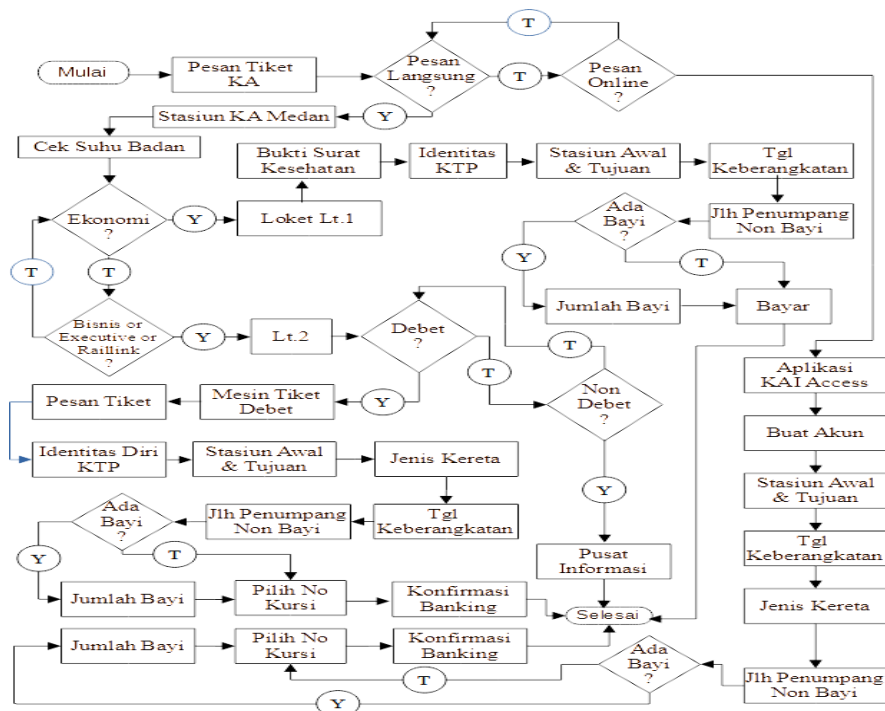 T
Mulai
Pesan Tiket
KA
Pesan
Langsung
?
T
Pesan
Online
?
Stasiun KA Medan
Y
Cek Suhu Badan
Bukti Surat
Kesehatan
Identitas
KTP
Stasiun Awal
& Tujuan
Tgl
Keberangkatan
Ekonomi
?
Y
Loket Lt.1
Ada
Bayi
?
Jlh Penumpang
Non Bayi
T
T
Y
T
Bisnis or
Executive or
Raillink
?
Y
Lt.2
Debet
?
Jumlah Bayi
Bayar
T
T
Non
Debet
?
Aplikasi
KAI Access
Pesan Tiket
Mesin Tiket
Debet
Y
Buat Akun
Identitas Diri
KTP
Stasiun Awal
& Tujuan
Jenis Kereta
Stasiun Awal
& Tujuan
Y
Ada
Bayi
?
Jlh Penumpang
Non Bayi
Tgl
Keberangkatan
Tgl
Keberangkatan
Y
T
Pusat
Informasi
Jumlah Bayi
Pilih No
Kursi
Konfirmasi
Banking
Selesai
Jenis Kereta
Jumlah Bayi
Pilih No
Kursi
Konfirmasi
Banking
T
Ada
Bayi
?
Jlh Penumpang
Non Bayi
Y